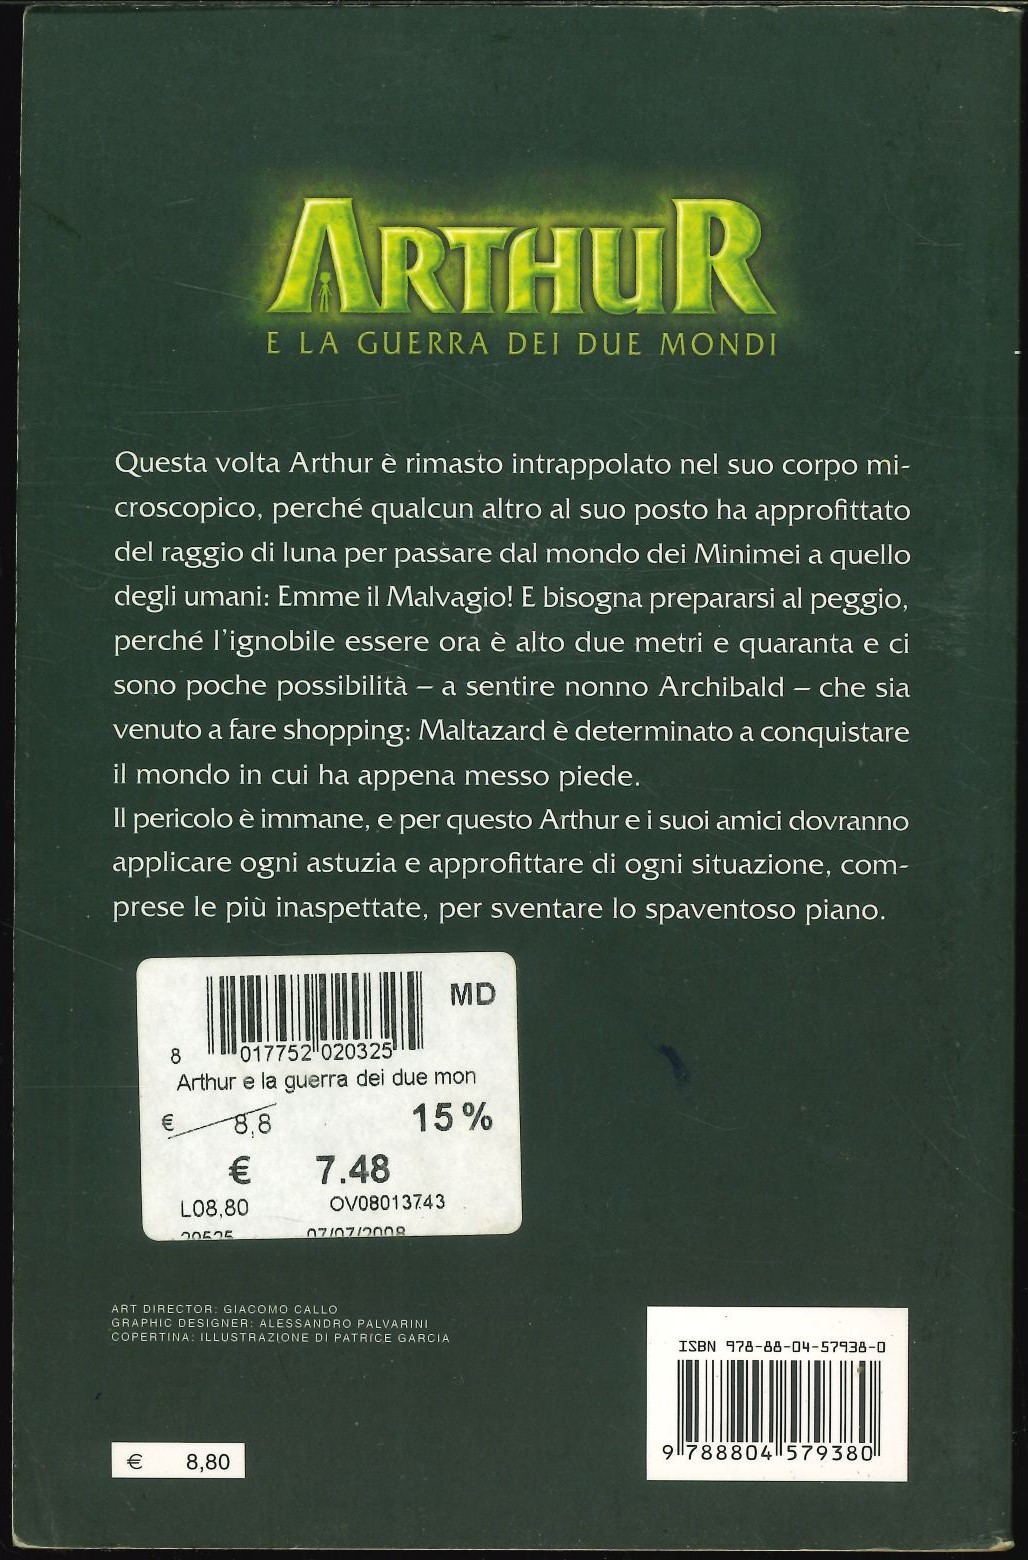 ARTHUR
E LA GUERRA DEI DUE MONDI
Questa volta Arthur è rimasto intrappolato nel suo corpo mi-
croscopico, perché qualcun altro al suo posto ha approfittato
del raggio di luna per passare dal mondo dei Minimei a quello
degli umani: Emme il Malvagio! E bisogna prepararsi al peggio,
perché l'ignobile essere ora è alto due metri e quaranta e ci
sono poche possibilità – a sentire nonno Archibald – che sia
venuto a fare shopping: Maltazard è determinato a conquistare
il mondo in cui ha appena messo piede.
Il pericolo è immane, e per questo Arthur e i suoi amici dovranno
applicare ogni astuzia e approfittare di ogni situazione, com-
prese le più inaspettate, per sventare lo spaventoso piano.
MD
8 017752 020325
Arthur e la guerra dei due mon
€ 8,8 15 %
€ 7.48
L08,80 OV08013743
07/07/2008
ART DIRECTOR: GIACOMO CALLO
GRAPHIC DESIGNER: ALESSANDRO PALVARINI
COPERTINA: ILLUSTRAZIONE DI PATRICE GARCIA
ISBN 978-88-04-57938-0
9 788804 579380
€ 8,80